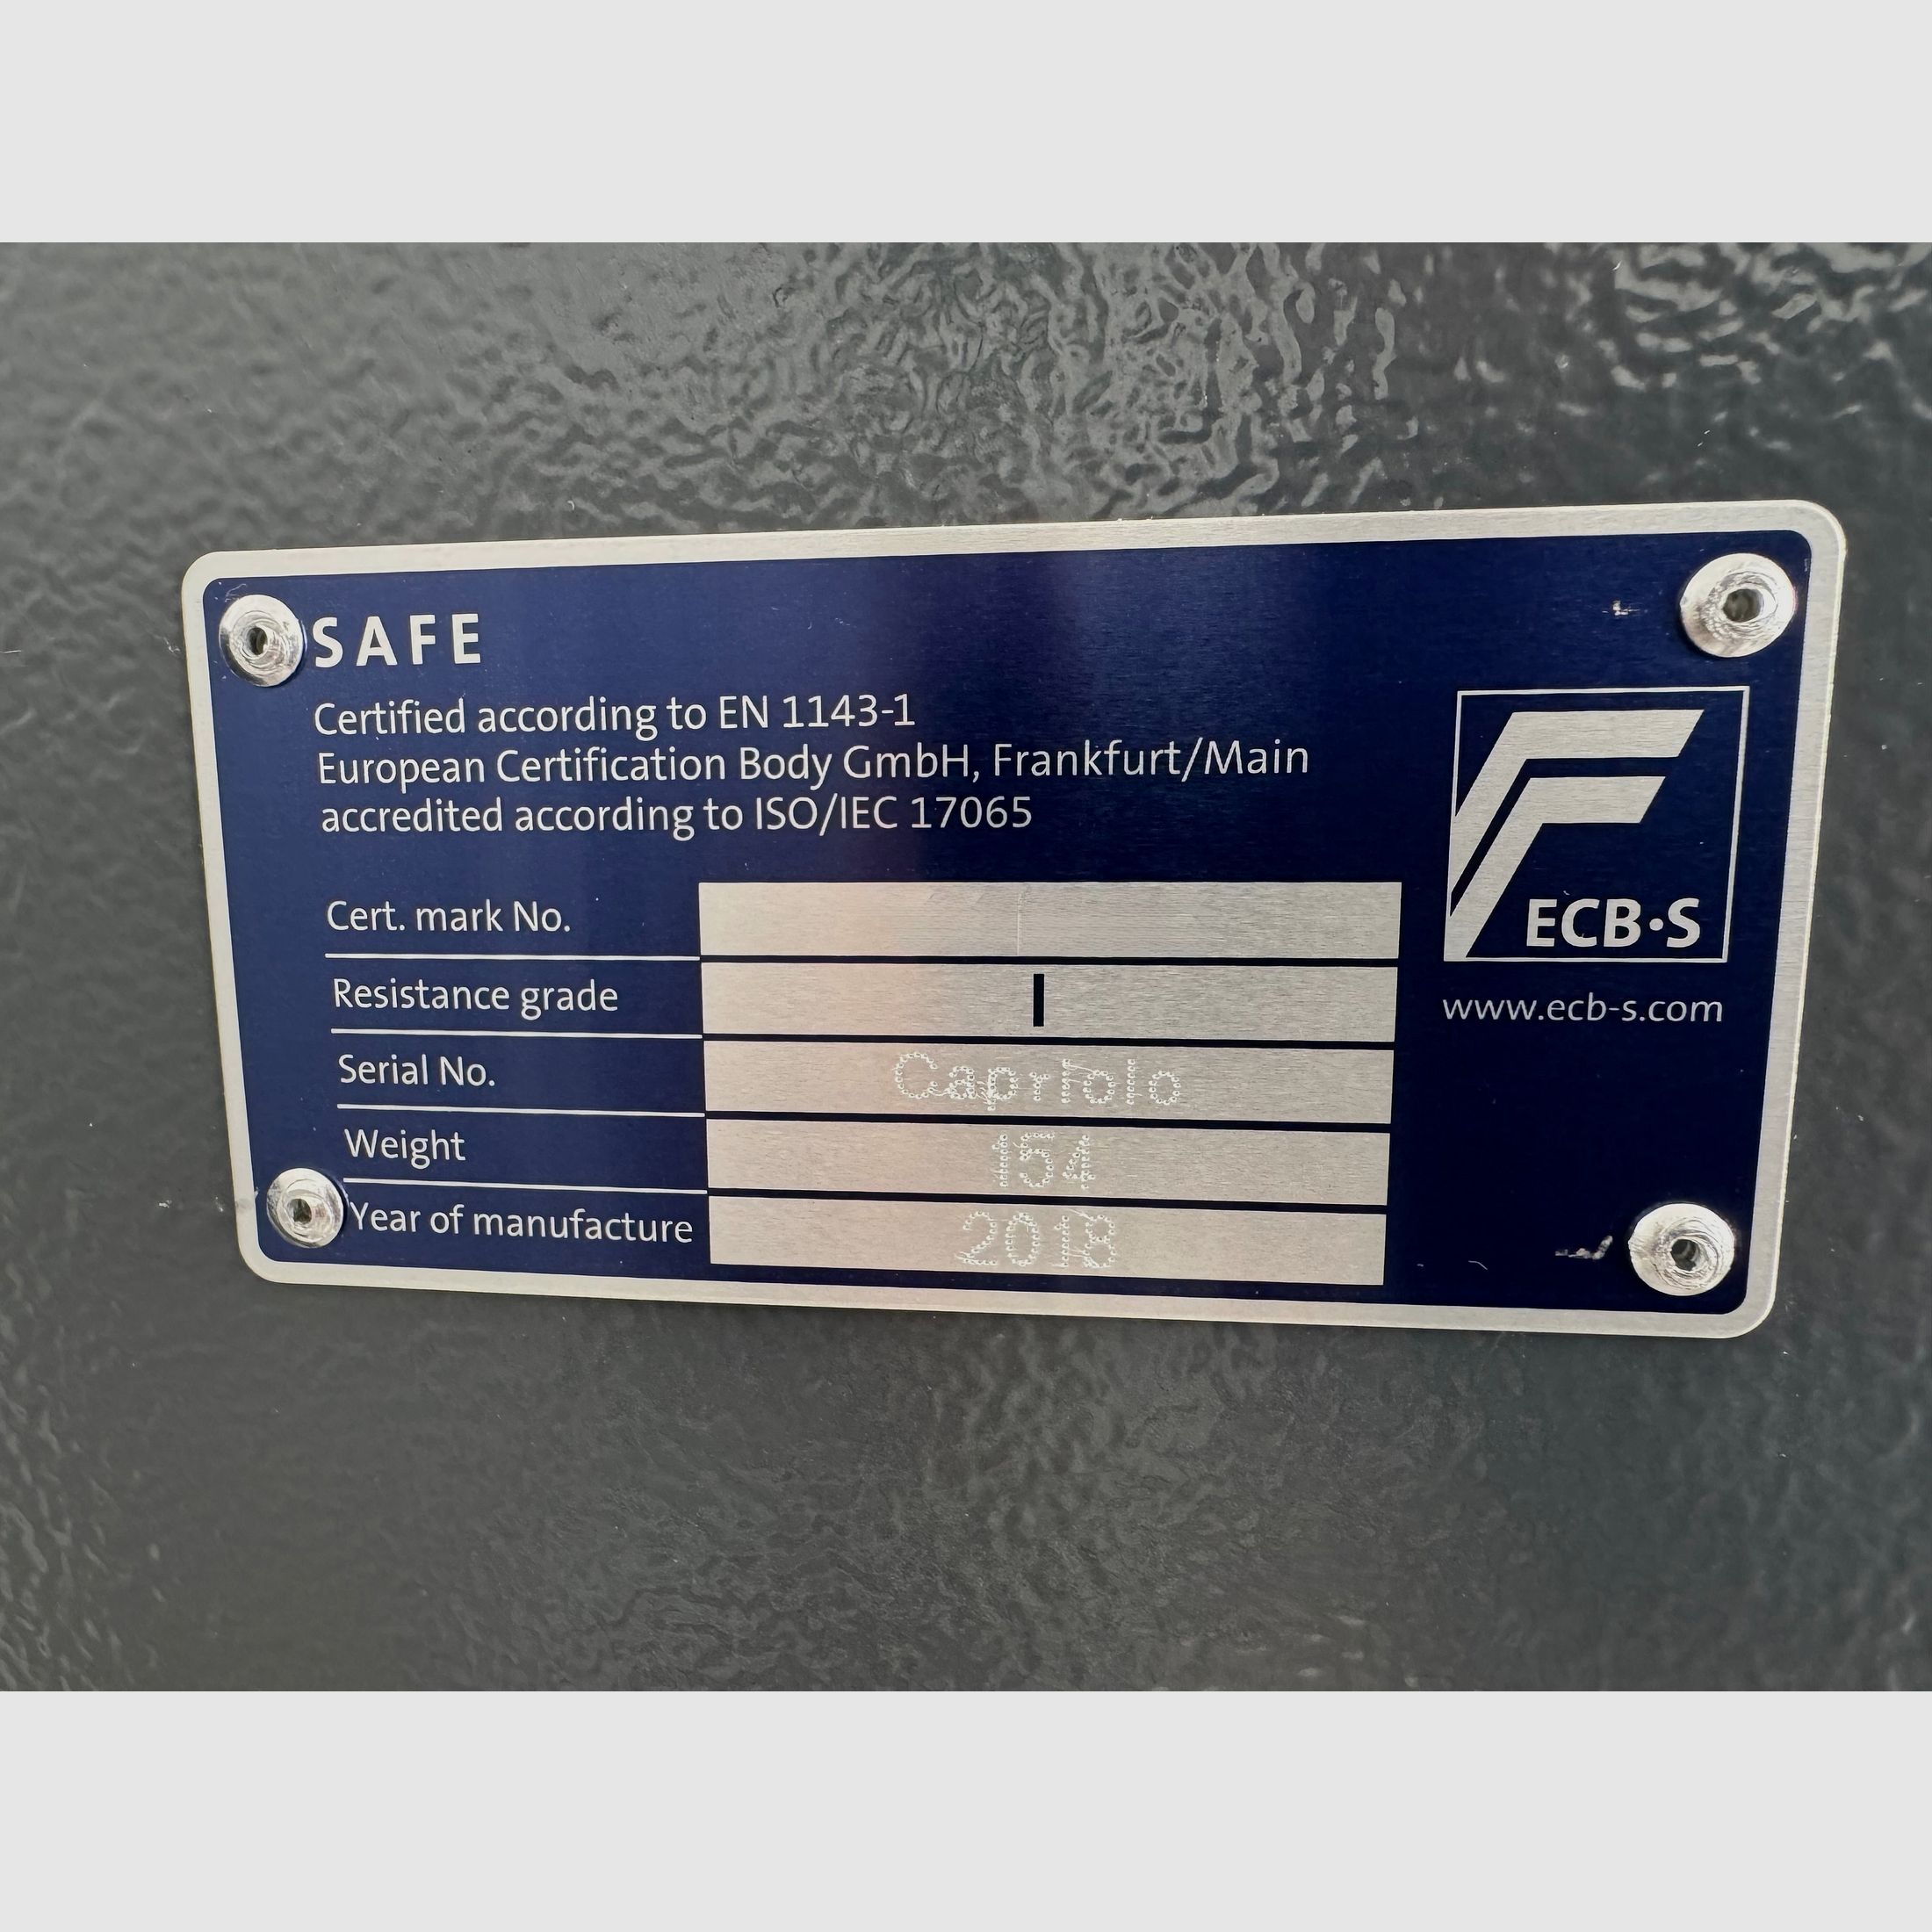 SAFE
Certified according to EN 1143-1
European Certification Body GmbH, Frankfurt/Main
accredited according to ISO/IEC 17065
Cert. mark No.
Resistance grade I
Serial No.
Weight 154
Year of manufacture 2018
ECB·S
www.ecb-s.com